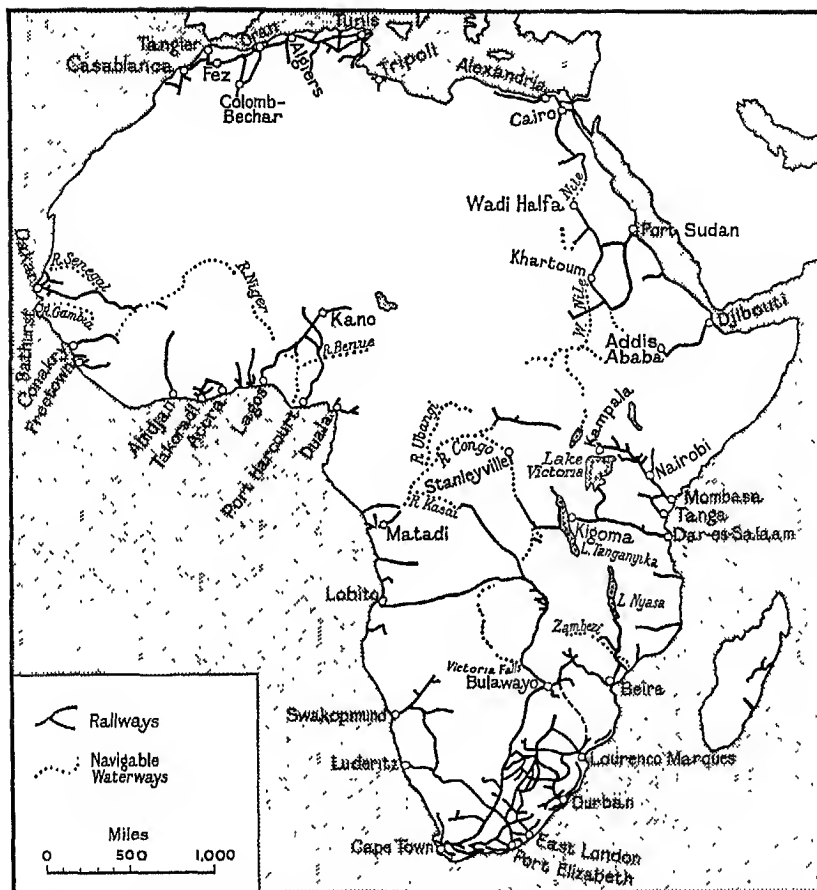 Tangier
Oran
Tunis
Casablanca
Fez
Algiers
Tripoli
Alexandria
Colomb-
Bechar
Cairo
Nile
Wadi Halfa
Port Sudan
Dakar
R. Senegal
R. Niger
Khartoum
W. Nile
Gambia
Bathurst
Kano
Djibouti
R. Benue
Addis
Ababa
Conakry
Freetown
Abidjan
Takoradi
Accra
Lagos
Port Harcourt
Duala
R. Ubangi
R. Congo
Stanleyville
Kampala
Lake
Victoria
Nairobi
R. Kasai
Mombasa
Tanga
Matadi
Kigoma
Dar-es-Salaam
L. Tanganyika
Lobito
L. Nyasa
Zambezi
Victoria Falls
Bulawayo
Beira
Railways
Swakopmund
Navigable
Waterways
Luderitz
Lourenco Marques
Durban
Miles
0 500 1,000
Cape Town
East London
Port Elizabeth